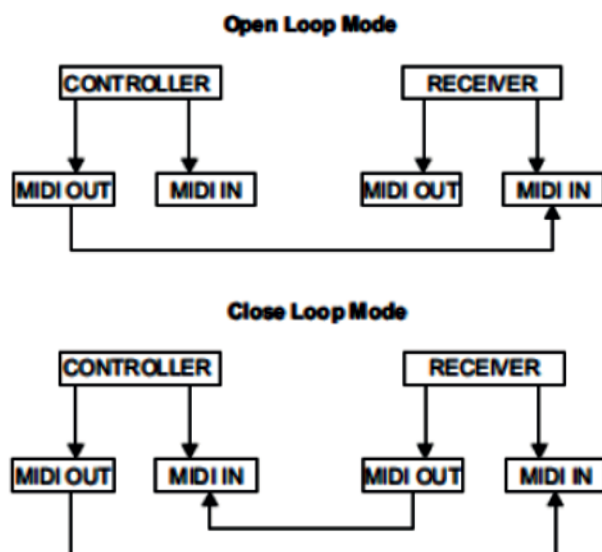 Open Loop Mode
CONTROLLER RECEIVER
MIDI OUT MIDI IN MIDI OUT MIDI IN
Close Loop Mode
CONTROLLER RECEIVER
MIDI OUT MIDI IN MIDI OUT MIDI IN